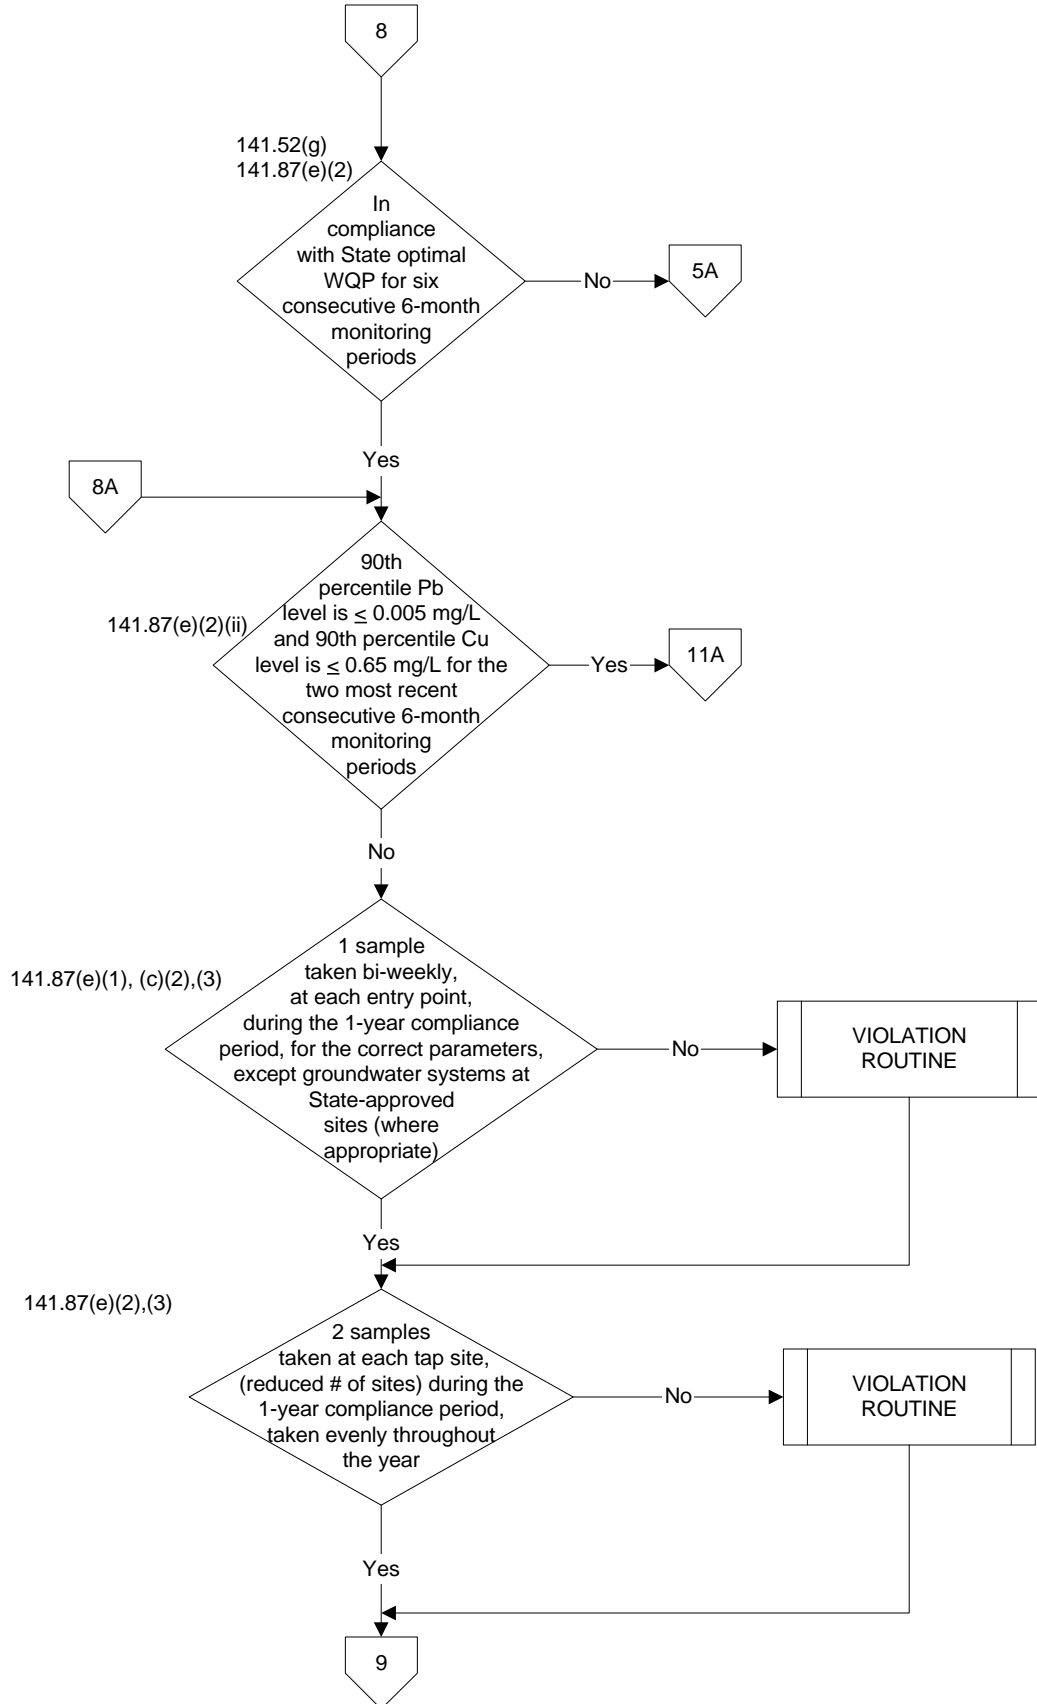 8
141.52(g)
141.87(e)(2)
In
compliance
with State optimal
WQP for six
consecutive 6-month
monitoring
periods
No
5A
Yes
8A
90th
percentile Pb
level is ≤ 0.005 mg/L
and 90th percentile Cu
level is ≤ 0.65 mg/L for the
two most recent
consecutive 6-month
monitoring
periods
141.87(e)(2)(ii)
Yes
11A
No
1 sample
taken bi-weekly,
at each entry point,
during the 1-year compliance
period, for the correct parameters,
except groundwater systems at
State-approved
sites (where
appropriate)
141.87(e)(1), (c)(2),(3)
No
VIOLATION
ROUTINE
Yes
141.87(e)(2),(3)
2 samples
taken at each tap site,
(reduced # of sites) during the
1-year compliance period,
taken evenly throughout
the year
No
VIOLATION
ROUTINE
Yes
9